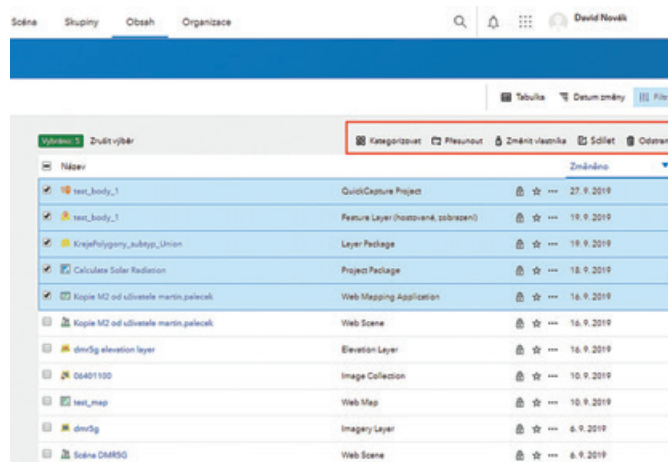 Scéna Skupiny Obsah Organizace David Novák
Tabulka Datum změny Filtr
Vybráno: 5 Zrušit výběr Kategorizovat Přesunout Změnit vlastníka Sdílet Odstran
Název Změněno
test_body_1 QuickCapture Project 27. 9. 2019
test_body_1 Feature Layer (hostované, zobrazení) 19. 9. 2019
KrajePolygony_subtyp_Union Layer Package 19. 9. 2019
Calculate Solar Radiation Project Package 18. 9. 2019
Kopie M2 od uživatele martin.palecek Web Mapping Application 16. 9. 2019
Kopie M2 od uživatele martin.palecek Web Scene 16. 9. 2019
dmr5g elevation layer Elevation Layer 16. 9. 2019
06401100 Image Collection 10. 9. 2019
test_map Web Map 10. 9. 2019
dmr5g Imagery Layer 6. 9. 2019
Scéna DMR5G Web Scene 6. 9. 2019